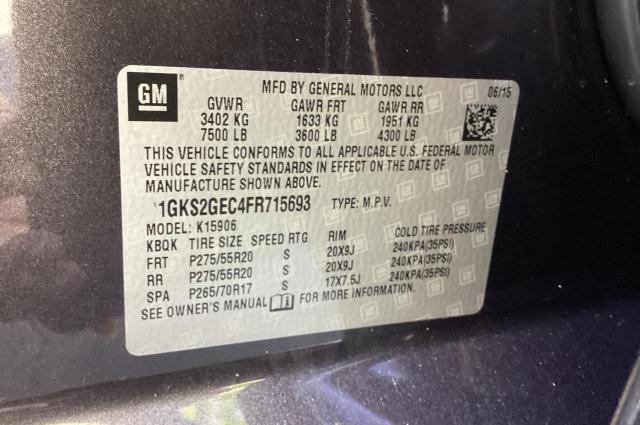 GM ®
MFD BY GENERAL MOTORS LLC 06/15
GVWR GAWR FRT GAWR RR
3402 KG 1633 KG 1951 KG
7500 LB 3600 LB 4300 LB
THIS VEHICLE CONFORMS TO ALL APPLICABLE U.S. FEDERAL MOTOR
VEHICLE SAFETY STANDARDS IN EFFECT ON THE DATE OF
MANUFACTURE SHOWN ABOVE.
1GKS2GEC4FR715693 TYPE: M.P.V.
MODEL: K15906
KBQK TIRE SIZE SPEED RTG RIM COLD TIRE PRESSURE
FRT P275/55R20 S 20X9J 240KPA(35PSI)
RR P275/55R20 S 20X9J 240KPA(35PSI)
SPA P265/70R17 S 17X7.5J 240KPA(35PSI)
SEE OWNER'S MANUAL FOR MORE INFORMATION.